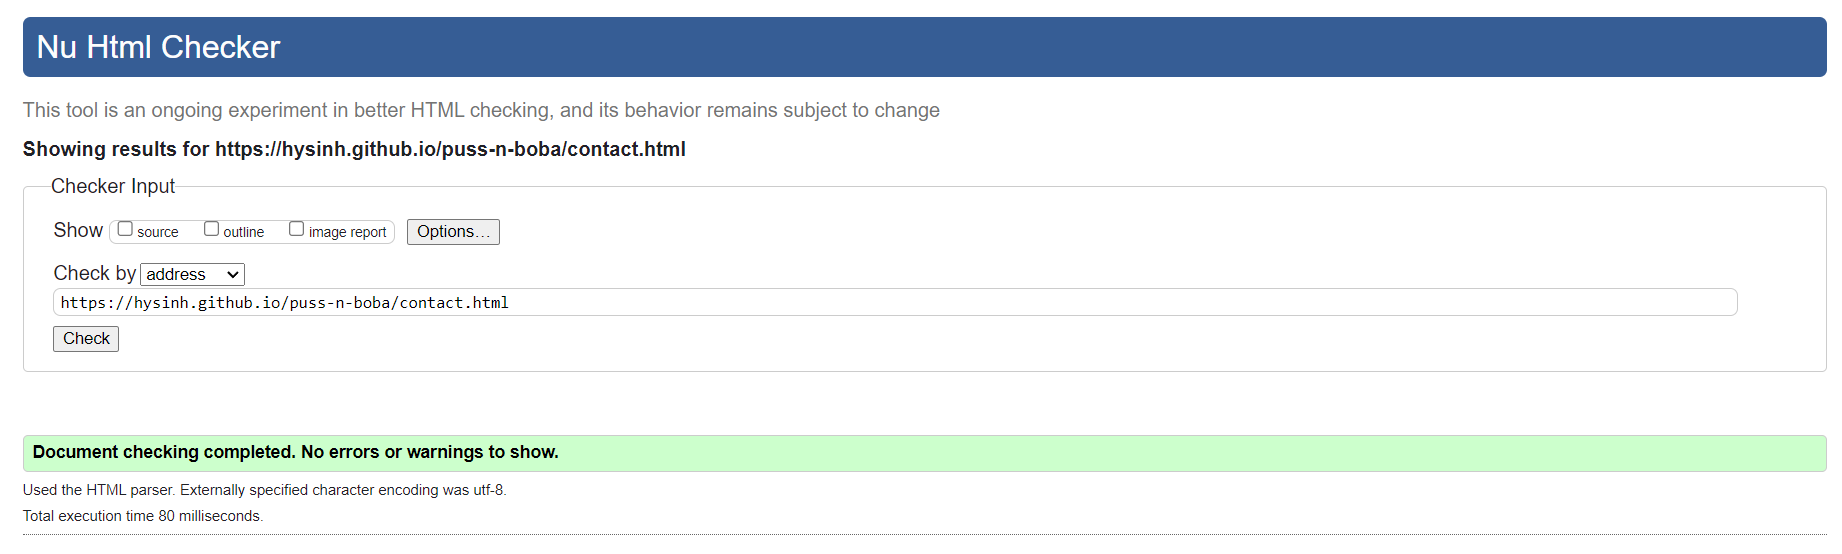 Nu Html Checker
This tool is an ongoing experiment in better HTML checking, and its behavior remains subject to change
Showing results for https://hysinh.github.io/puss-n-boba/contact.html
Checker Input
Show source outline image report Options...
Check by address
https://hysinh.github.io/puss-n-boba/contact.html
Check
Document checking completed. No errors or warnings to show.
Used the HTML parser. Externally specified character encoding was utf-8.
Total execution time 80 milliseconds.